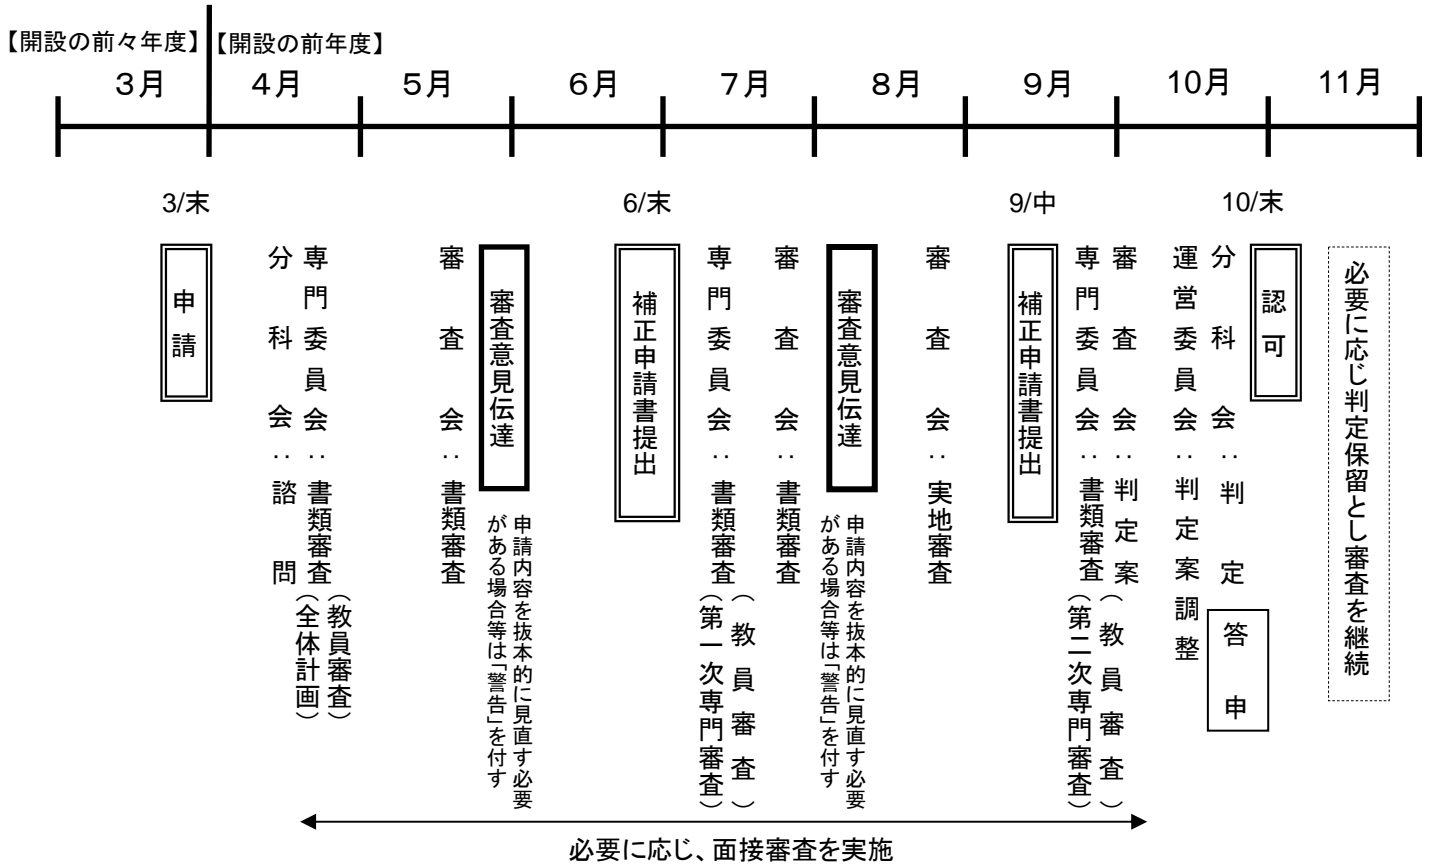 【開設の前々年度】
【開設の前年度】
3月
4月
5月
6月
7月
8月
9月
10月
11月
3/末
6/末
9/中
10/末
申請
分科会：諮問
専門委員会：書類審査
（教員審査）
（全体計画）
審査会：書類審査
審査意見伝達
申請内容を抜本的に見直す必要
がある場合等は「警告」を付す
補正申請書提出
専門委員会：書類審査
（教員審査）
（第一次専門審査）
審査会：書類審査
審査意見伝達
申請内容を抜本的に見直す必要
がある場合等は「警告」を付す
審査会：実地審査
補正申請書提出
専門委員会：書類審査
（教員審査）
（第二次専門審査）
審査会：判定案
運営委員会：判定案調整
分科会：判定
答申
認可
必要に応じ判定保留とし審査を継続
必要に応じ、面接審査を実施